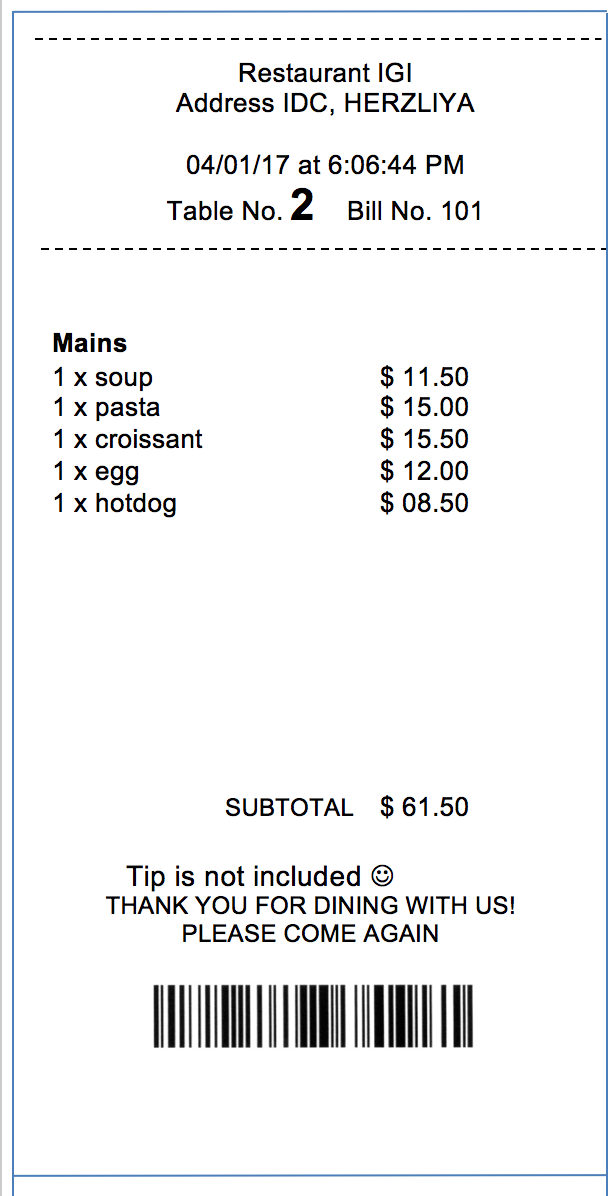 Restaurant IGI
Address IDC, HERZLIYA
04/01/17 at 6:06:44 PM
Table No. 2 Bill No. 101
Mains
1 x soup $ 11.50
1 x pasta $ 15.00
1 x croissant $ 15.50
1 x egg $ 12.00
1 x hotdog $ 08.50
SUBTOTAL $ 61.50
Tip is not included ☺
THANK YOU FOR DINING WITH US!
PLEASE COME AGAIN